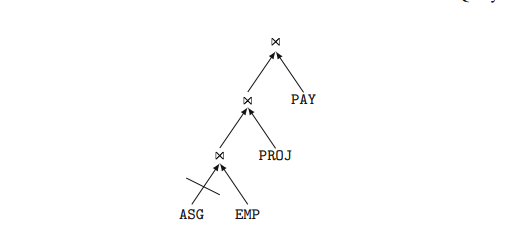 ⋈
⋈ PAY
⋈ PROJ
ASG EMP